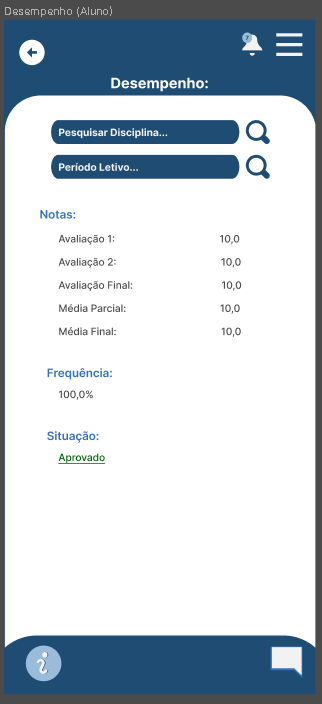 Desempenho (Aluno)
Desempenho:
Pesquisar Disciplina...
Período Letivo...
Notas:
Avaliação 1: 10,0
Avaliação 2: 10,0
Avaliação Final: 10,0
Média Parcial: 10,0
Média Final: 10,0
Frequência:
100,0%
Situação:
Aprovado